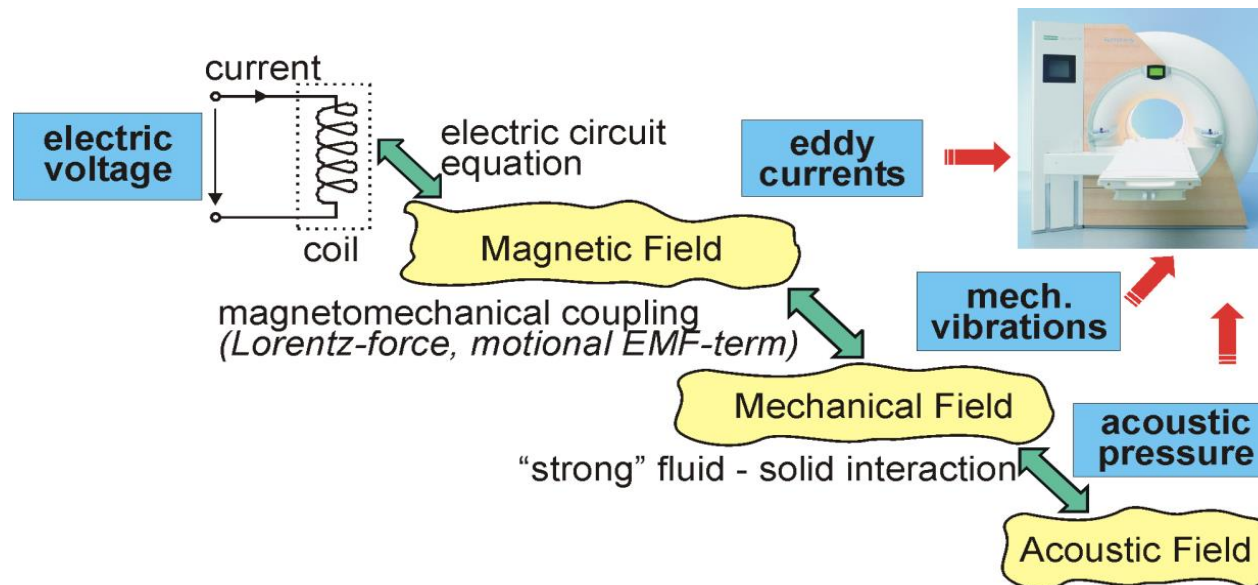 current
electric
voltage
coil
electric circuit
equation
Magnetic Field
magnetomechanical coupling
(Lorentz-force, motional EMF-term)
Mechanical Field
“strong” fluid - solid interaction
Acoustic Field
eddy
currents
mech.
vibrations
acoustic
pressure